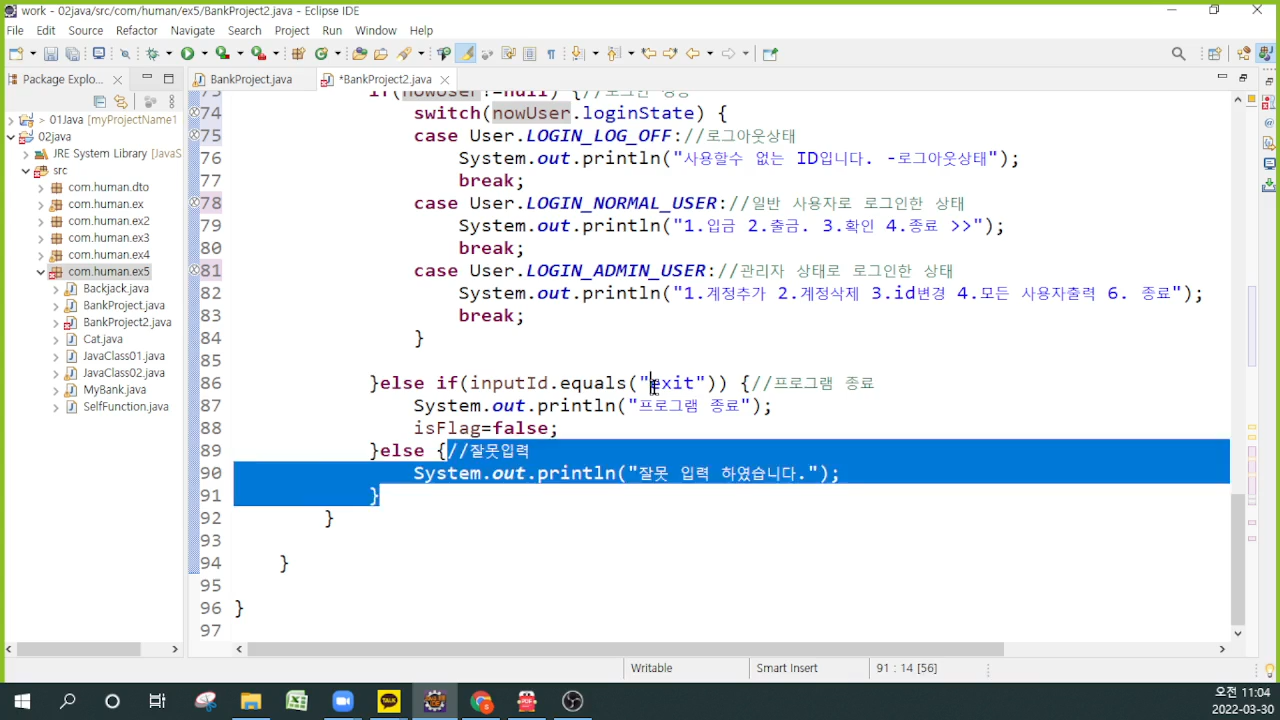 work - 02java/src/com/human/ex5/BankProject2.java - Eclipse IDE
File Edit Source Refactor Navigate Search Project Run Window Help
Package Explo...
BankProject.java
*BankProject2.java
> 01Java [myProjectName1
02java
JRE System Library [JavaS
src
com.human.dto
com.human.ex
com.human.ex2
com.human.ex3
com.human.ex4
com.human.ex5
Backjack.java
BankProject.java
BankProject2.java
Cat.java
JavaClass01.java
JavaClass02.java
MyBank.java
SelfFunction.java
73 if(nowUser!=null) {//로그인
74 switch(nowUser.loginState) {
75 case User.LOGIN_LOG_OFF://로그아웃상태
76 System.out.println("사용할수 없는 ID입니다. -로그아웃상태");
77 break;
78 case User.LOGIN_NORMAL_USER://일반 사용자로 로그인한 상태
79 System.out.println("1.입금 2.출금. 3.확인 4.종료 >>");
80 break;
81 case User.LOGIN_ADMIN_USER://관리자 상태로 로그인한 상태
82 System.out.println("1.계정추가 2.계정삭제 3.id변경 4.모든 사용자출력 6. 종료");
83 break;
84 }
85
86 }else if(inputId.equals("exit")) {//프로그램 종료
87 System.out.println("프로그램 종료");
88 isFlag=false;
89 }else {//잘못입력
90 System.out.println("잘못 입력 하였습니다.");
91 }
92 }
93
94 }
95
96 }
97
Writable
Smart Insert
91 : 14 [56]
TALK
PDF
오전 11:04
2022-03-30